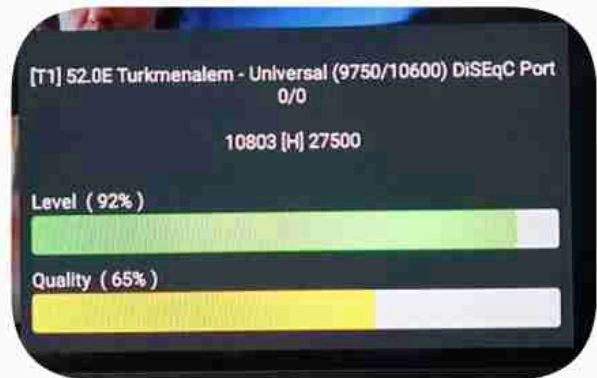 [T1] 52.0E Turkmenalem - Universal (9750/10600) DiSEqC Port
0/0
10803 [H] 27500
Level ( 92% )
Quality ( 65% )